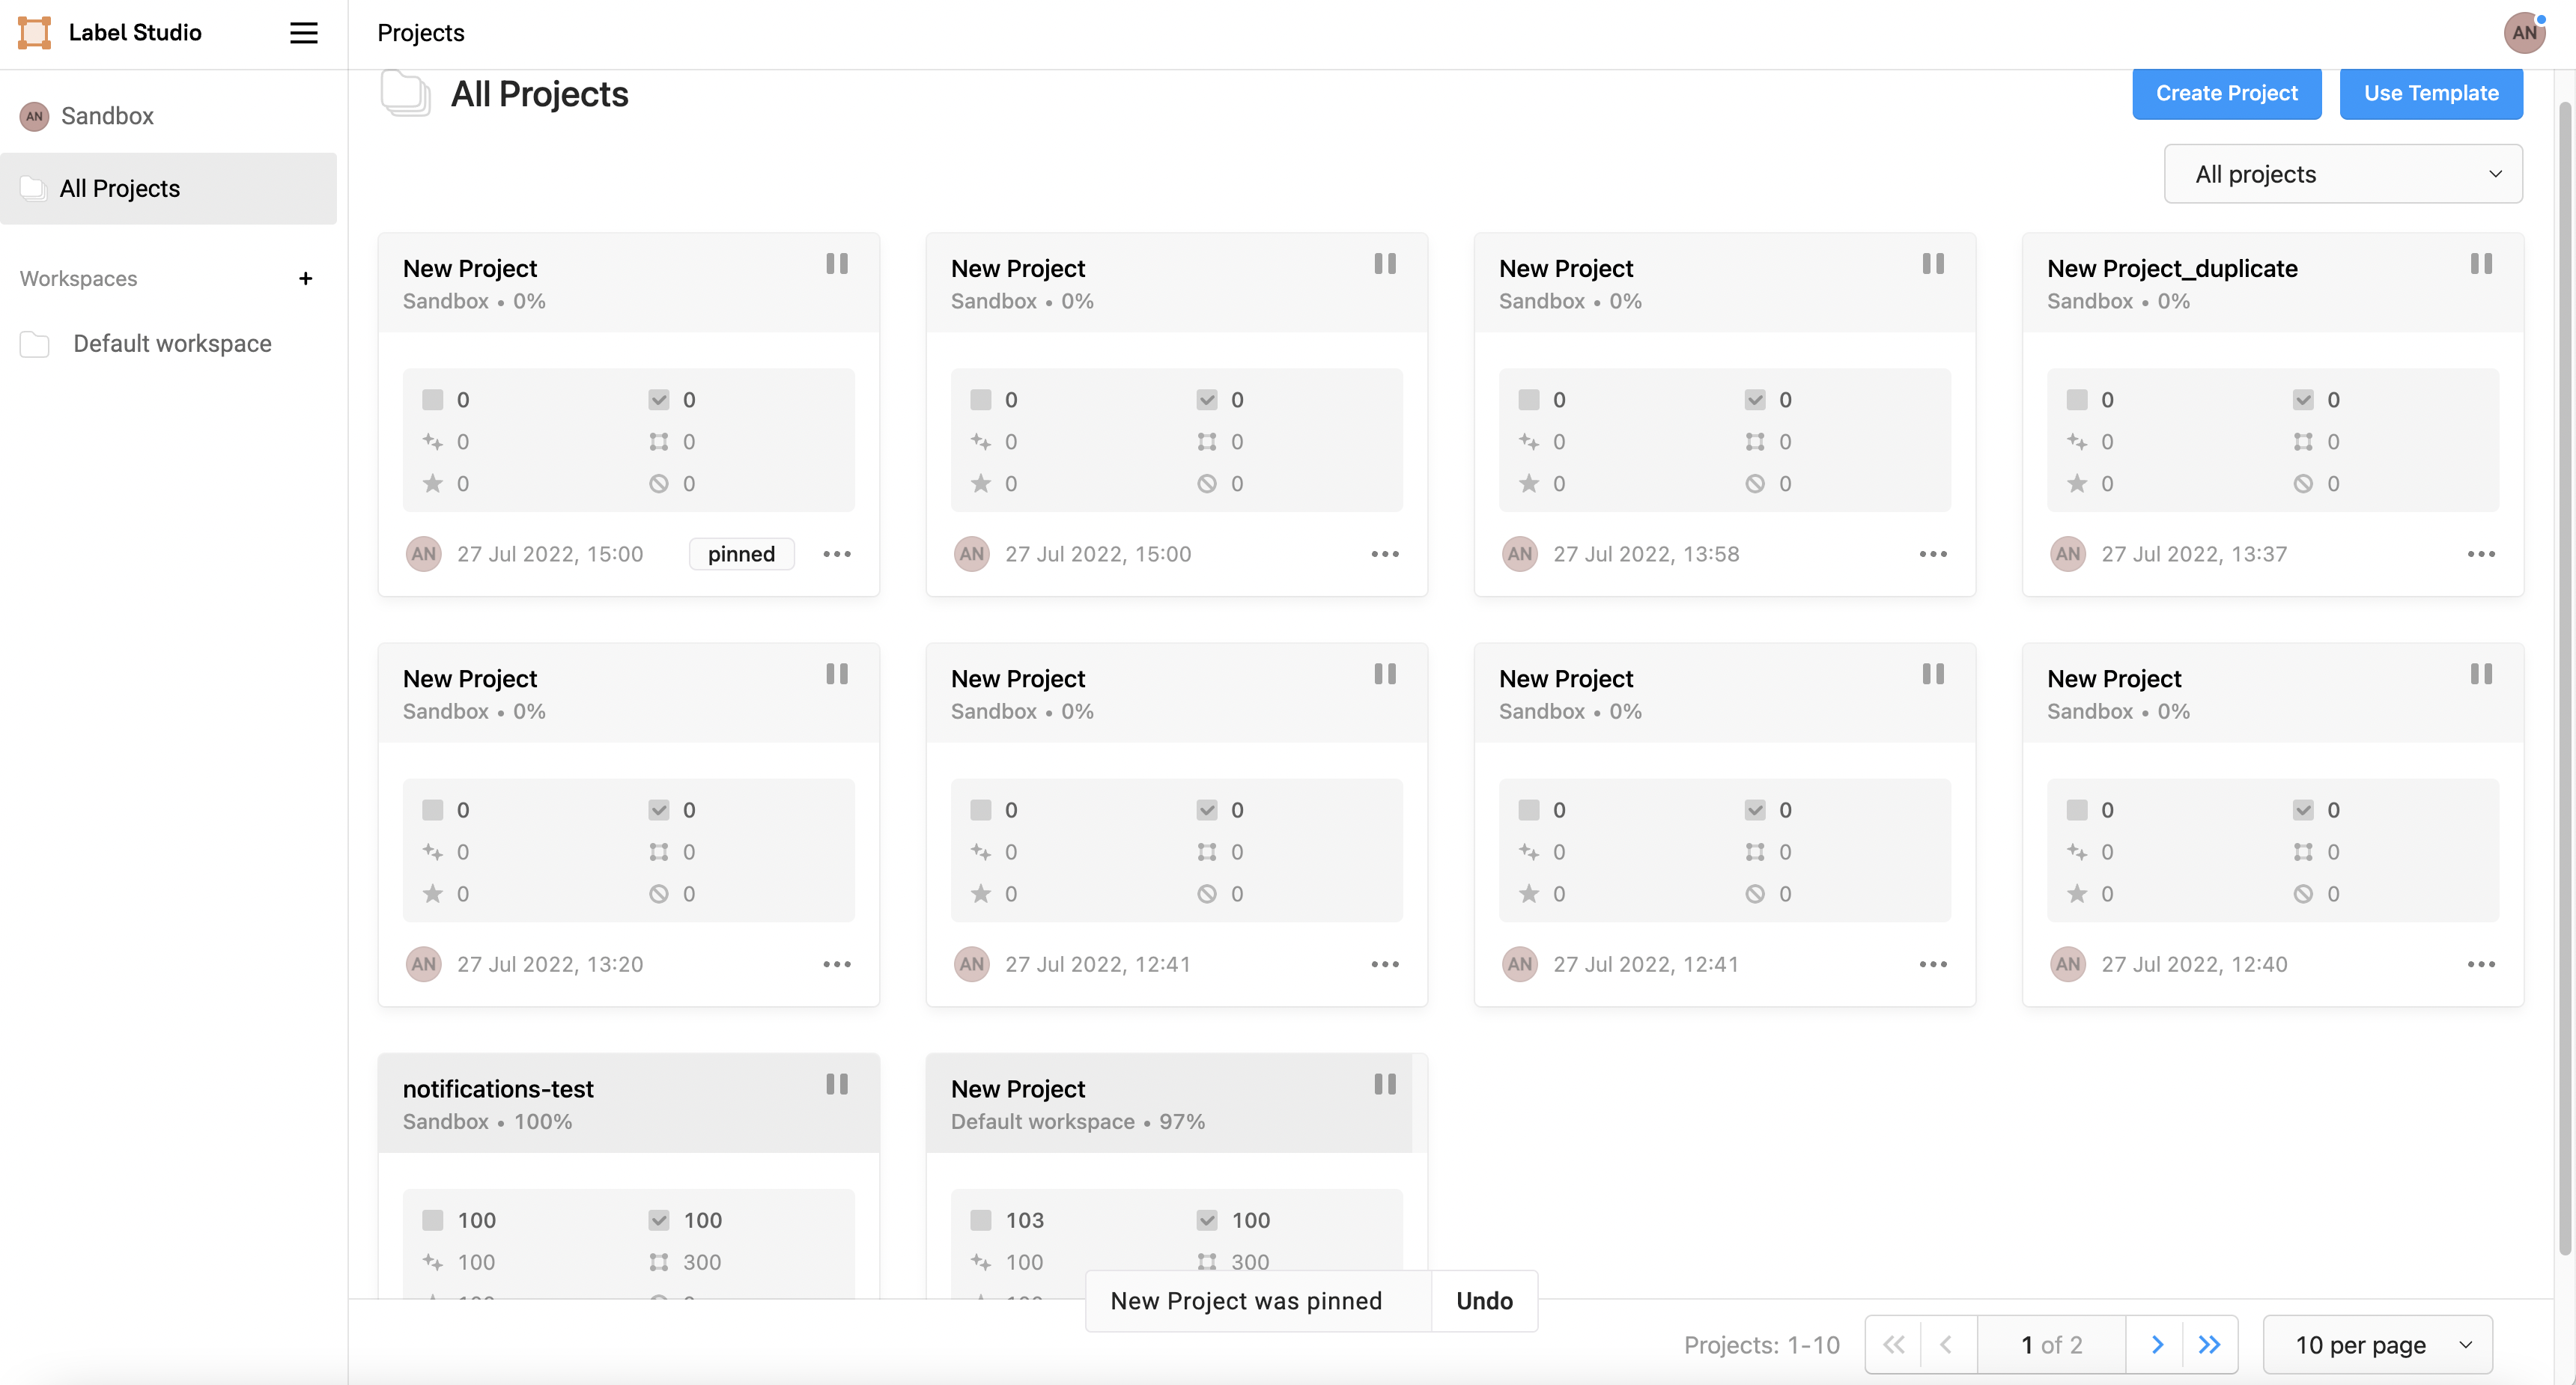 Label Studio
Projects
AN
AN Sandbox
All Projects
Workspaces +
Default workspace
All Projects
Create Project
Use Template
All projects
New Project
Sandbox • 0%
0 0
0 0
0 0
AN 27 Jul 2022, 15:00 pinned
New Project
Sandbox • 0%
0 0
0 0
0 0
AN 27 Jul 2022, 15:00
New Project
Sandbox • 0%
0 0
0 0
0 0
AN 27 Jul 2022, 13:58
New Project_duplicate
Sandbox • 0%
0 0
0 0
0 0
AN 27 Jul 2022, 13:37
New Project
Sandbox • 0%
0 0
0 0
0 0
AN 27 Jul 2022, 13:20
New Project
Sandbox • 0%
0 0
0 0
0 0
AN 27 Jul 2022, 12:41
New Project
Sandbox • 0%
0 0
0 0
0 0
AN 27 Jul 2022, 12:41
New Project
Sandbox • 0%
0 0
0 0
0 0
AN 27 Jul 2022, 12:40
notifications-test
Sandbox • 100%
100 100
100 300
New Project
Default workspace • 97%
103 100
100 300
New Project was pinned Undo
Projects: 1-10
1 of 2
10 per page